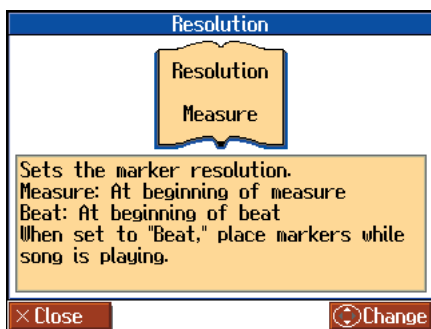 Resolution
Resolution
Measure
Sets the marker resolution.
Measure: At beginning of measure
Beat: At beginning of beat
When set to "Beat," place markers while
song is playing.
× Close
Change